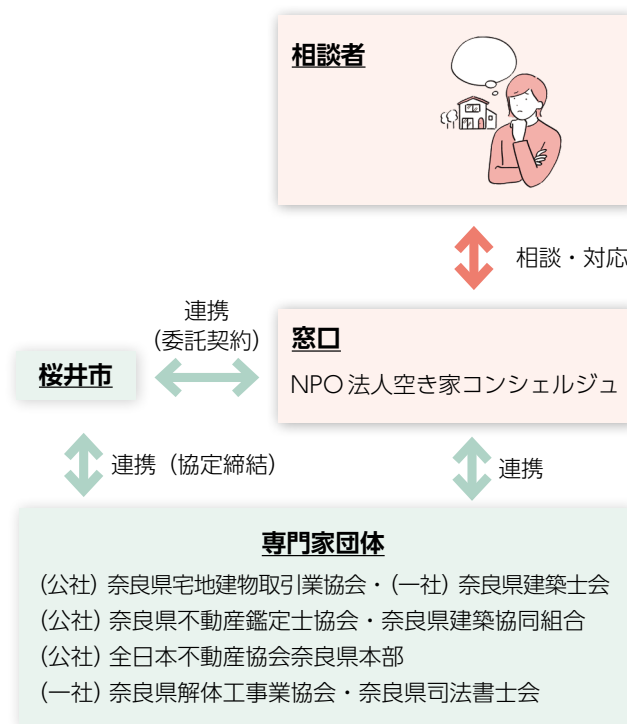 相談者
相談・対応
連携
(委託契約)
窓口
NPO法人空き家コンシェルジュ
桜井市
連携（協定締結）
連携
専門家団体
(公社) 奈良県宅地建物取引業協会・(一社) 奈良県建築士会
(公社) 奈良県不動産鑑定士協会・奈良県建築協同組合
(公社) 全日本不動産協会奈良県本部
(一社) 奈良県解体工事業協会・奈良県司法書士会